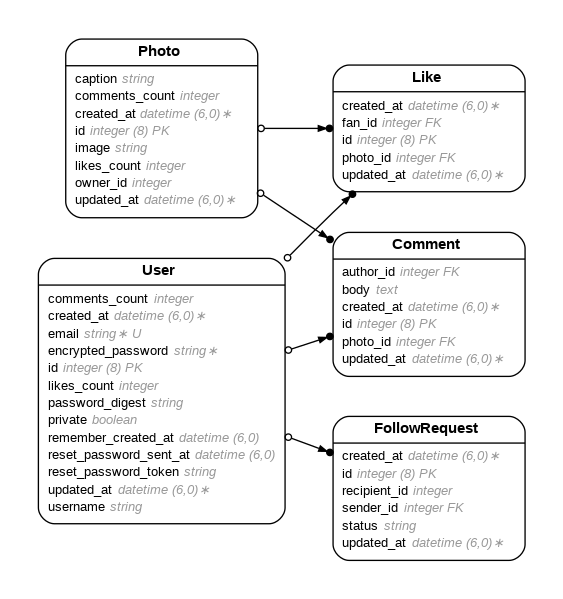 Photo
caption string
comments_count integer
created_at datetime (6,0)∗
id integer (8) PK
image string
likes_count integer
owner_id integer
updated_at datetime (6,0)∗
Like
created_at datetime (6,0)∗
fan_id integer FK
id integer (8) PK
photo_id integer FK
updated_at datetime (6,0)∗
User
comments_count integer
created_at datetime (6,0)∗
email string∗ U
encrypted_password string∗
id integer (8) PK
likes_count integer
password_digest string
private boolean
remember_created_at datetime (6,0)
reset_password_sent_at datetime (6,0)
reset_password_token string
updated_at datetime (6,0)∗
username string
Comment
author_id integer FK
body text
created_at datetime (6,0)∗
id integer (8) PK
photo_id integer FK
updated_at datetime (6,0)∗
FollowRequest
created_at datetime (6,0)∗
id integer (8) PK
recipient_id integer
sender_id integer FK
status string
updated_at datetime (6,0)∗